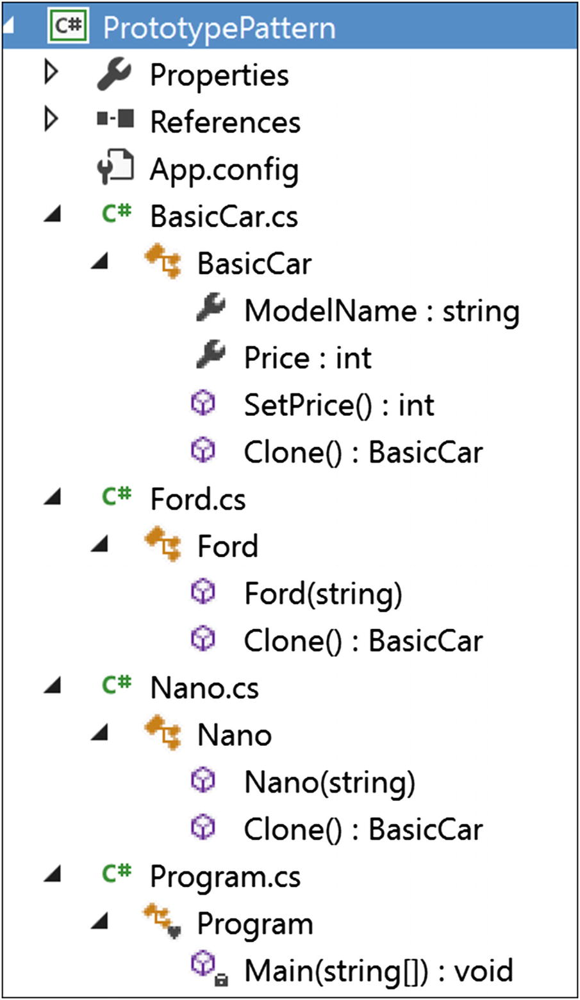 C# PrototypePattern
Properties
References
App.config
C# BasicCar.cs
BasicCar
ModelName : string
Price : int
SetPrice() : int
Clone() : BasicCar
C# Ford.cs
Ford
Ford(string)
Clone() : BasicCar
C# Nano.cs
Nano
Nano(string)
Clone() : BasicCar
C# Program.cs
Program
Main(string[]) : void